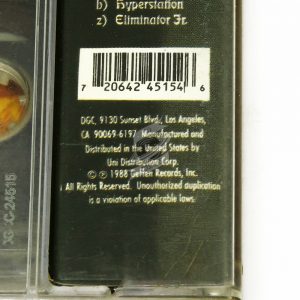 b) Hyperstation
z) Eliminator Jr.
7 20642 45154 6
DGC, 9130 Sunset Blvd., Los Angeles,
CA 90069-6197. Manufactured and
Distributed in the United States by
Uni Distribution Corp.
© ℗ 1988 Geffen Records, Inc.
All Rights Reserved. Unauthorized duplication
is a violation of applicable laws.